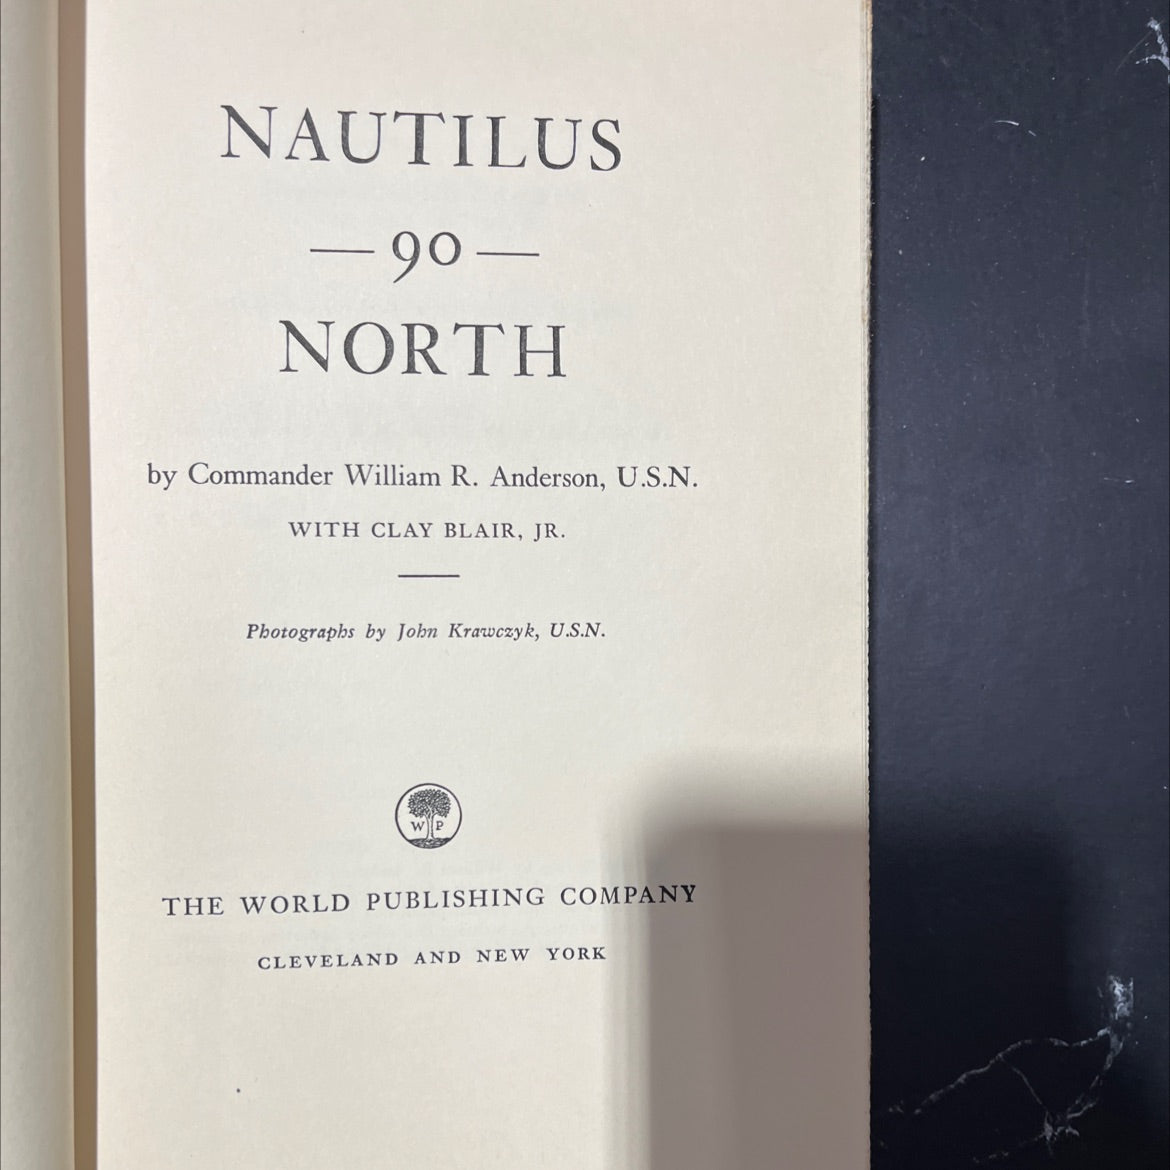 NAUTILUS
— 90 —
NORTH
by Commander William R. Anderson, U.S.N.
WITH CLAY BLAIR, JR.
Photographs by John Krawczyk, U.S.N.
W P
THE WORLD PUBLISHING COMPANY
CLEVELAND AND NEW YORK